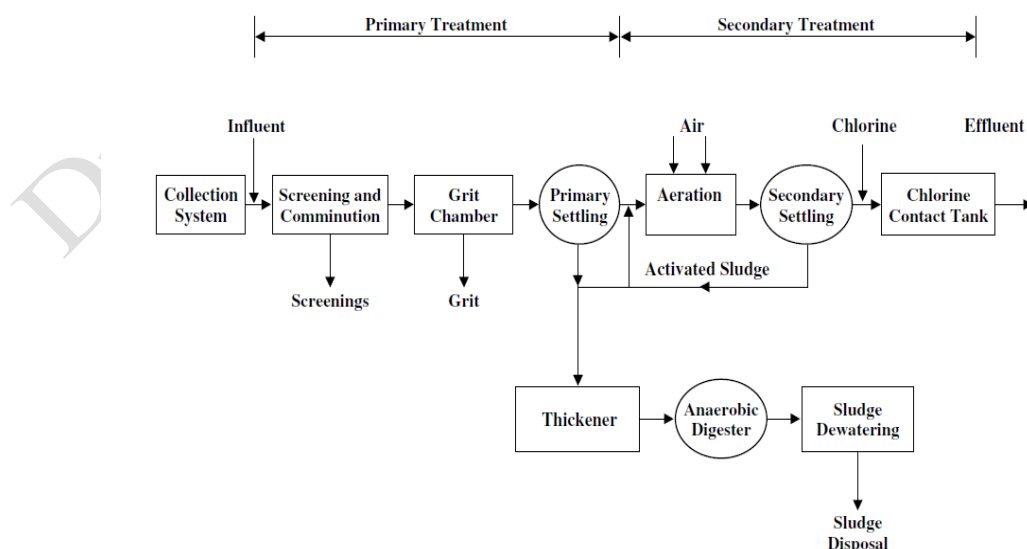 Primary Treatment
Secondary Treatment
Influent
Air
Chlorine
Effluent
Collection
System
Screening and
Comminution
Grit
Chamber
Primary
Settling
Aeration
Secondary
Settling
Chlorine
Contact Tank
Activated Sludge
Screenings
Grit
Thickener
Anaerobic
Digester
Sludge
Dewatering
Sludge
Disposal